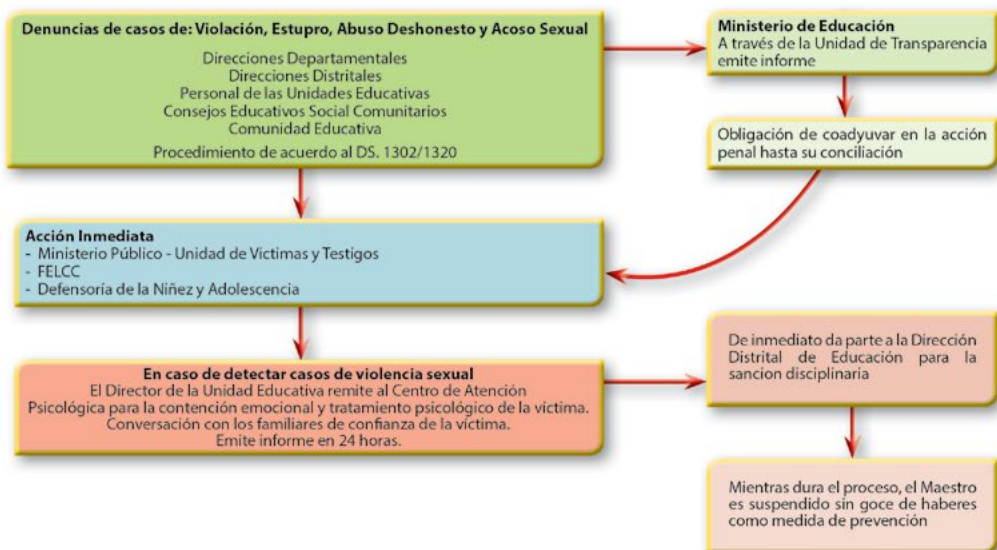 Denuncias de casos de: Violación, Estupro, Abuso Deshonesto y Acoso Sexual
Direcciones Departamentales
Direcciones Distritales
Personal de las Unidades Educativas
Consejos Educativos Social Comunitarios
Comunidad Educativa
Procedimiento de acuerdo al DS. 1302/1320
Ministerio de Educación
A través de la Unidad de Transparencia
emite informe
Obligación de coadyuvar en la acción
penal hasta su conciliación
Acción Inmediata
- Ministerio Público - Unidad de Victimas y Testigos
- FELCC
- Defensoría de la Niñez y Adolescencia
En caso de detectar casos de violencia sexual
El Director de la Unidad Educativa remite al Centro de Atención
Psicológica para la contención emocional y tratamiento psicológico de la víctima.
Conversación con los familiares de confianza de la víctima.
Emite informe en 24 horas.
De inmediato da parte a la Dirección
Distrital de Educación para la
sancion disciplinaria
Mientras dura el proceso, el Maestro
es suspendido sin goce de haberes
como medida de prevención